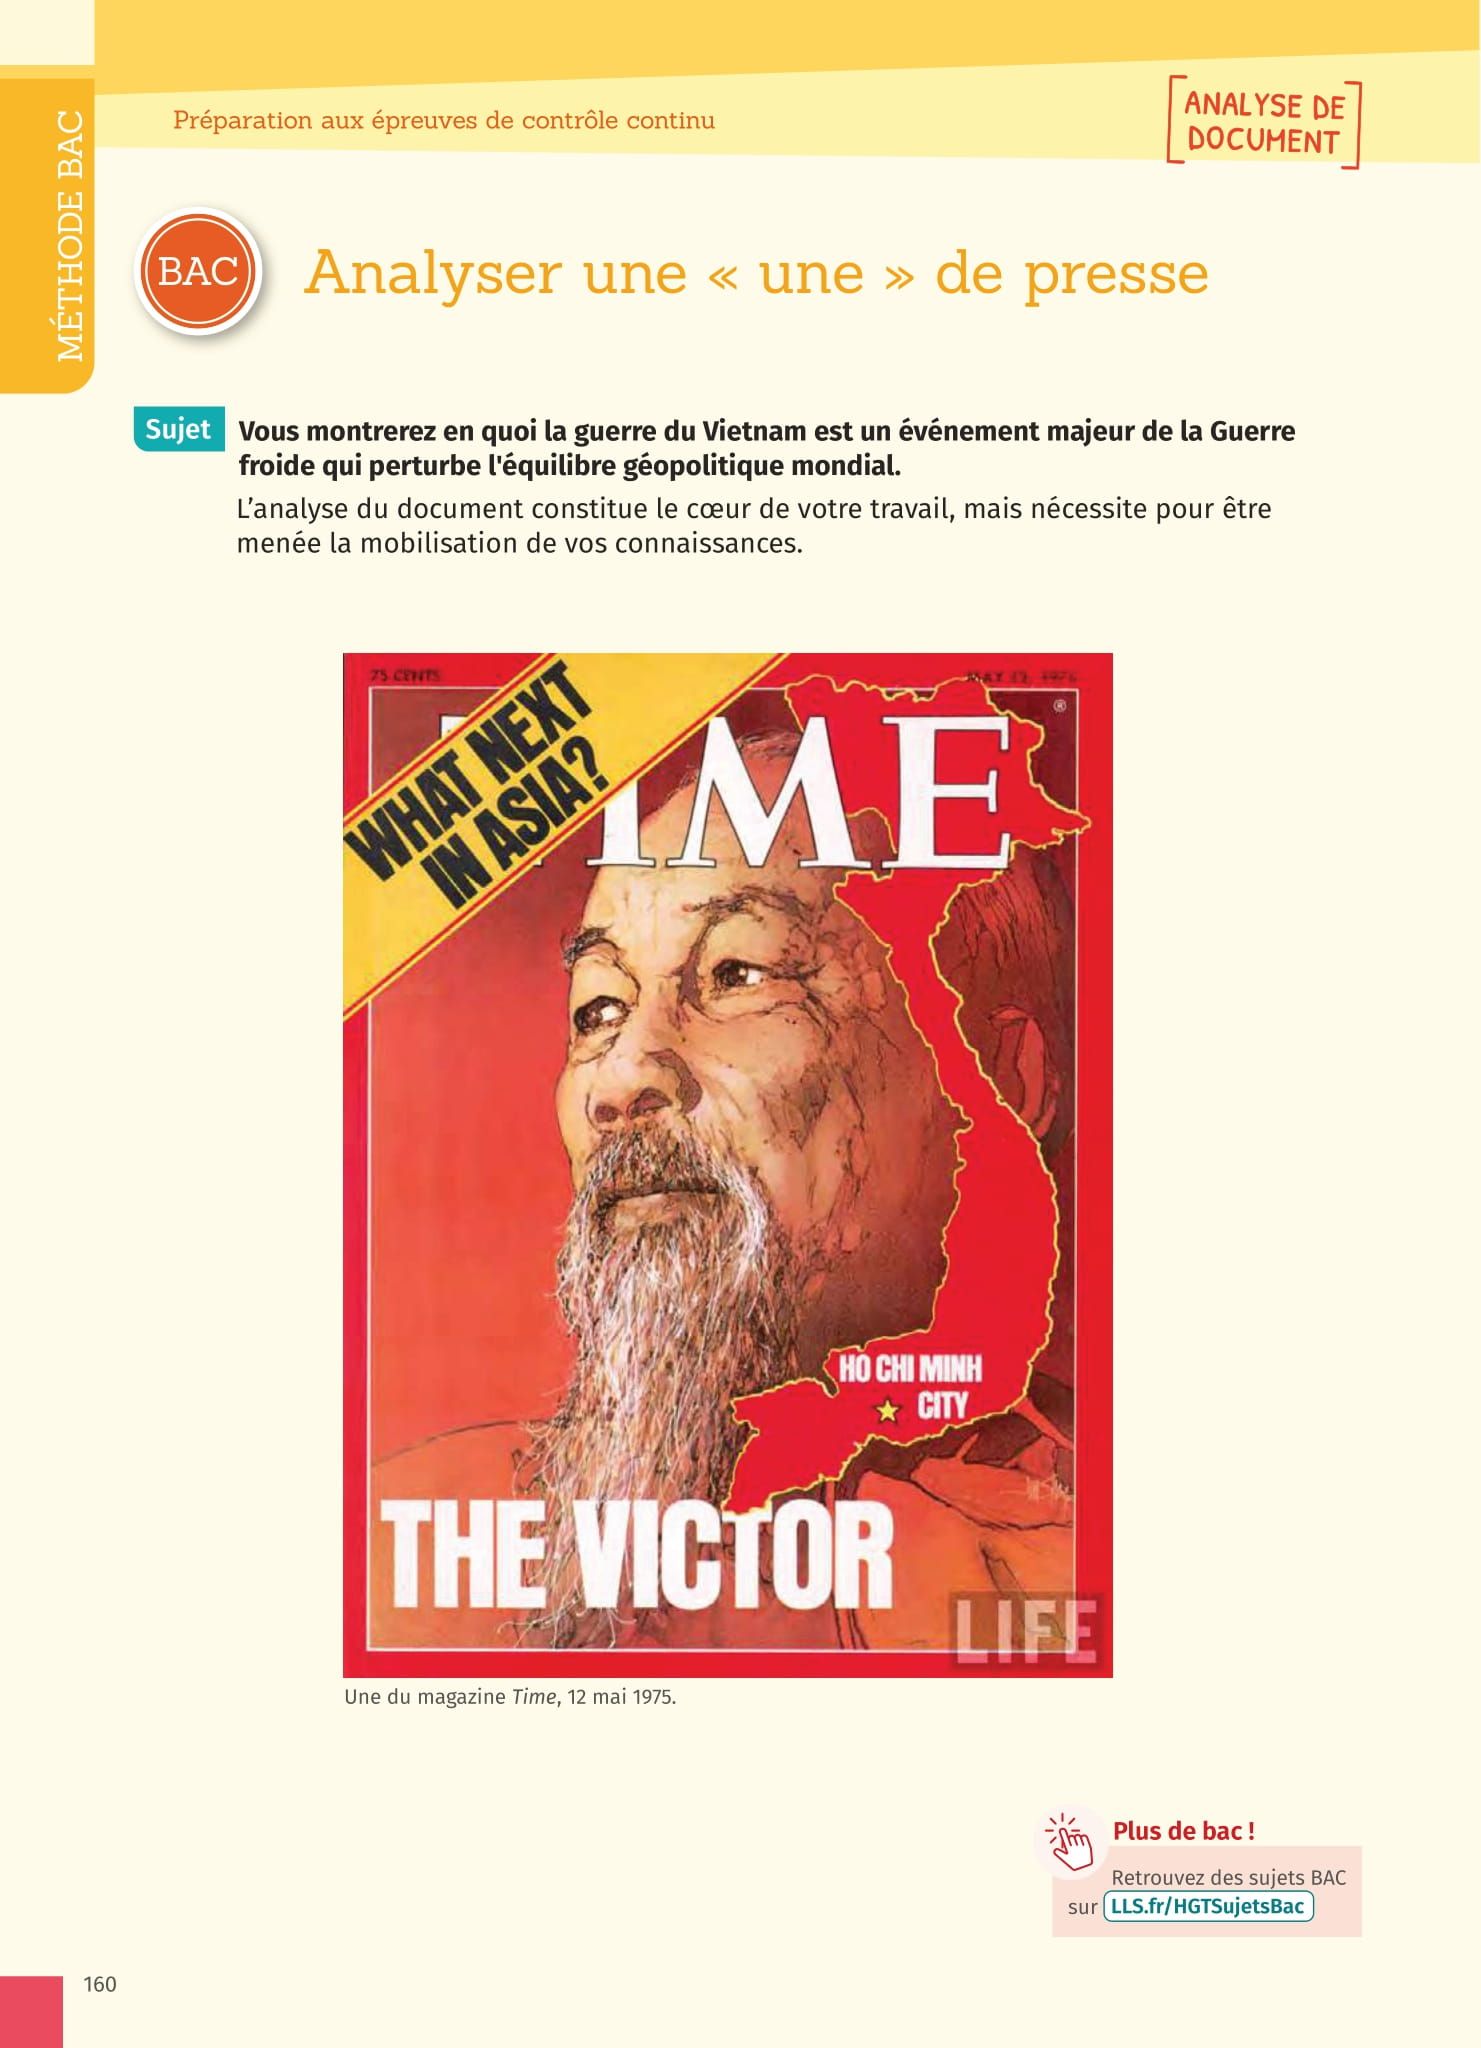 MÉTHODE BAC
Préparation aux épreuves de contrôle continu
ANALYSE DE
DOCUMENT
BAC
Analyser une « une » de presse
Sujet
Vous montrerez en quoi la guerre du Vietnam est un événement majeur de la Guerre
froide qui perturbe l'équilibre géopolitique mondial.
L’analyse du document constitue le cœur de votre travail, mais nécessite pour être
menée la mobilisation de vos connaissances.
75 CENTS
WHAT NEXT
IN ASIA?
®
HO CHI MINH
CITY
THE VICTOR
LIFE
Une du magazine Time, 12 mai 1975.
Plus de bac !
Retrouvez des sujets BAC
sur LLS.fr/HGTSujetsBac
160